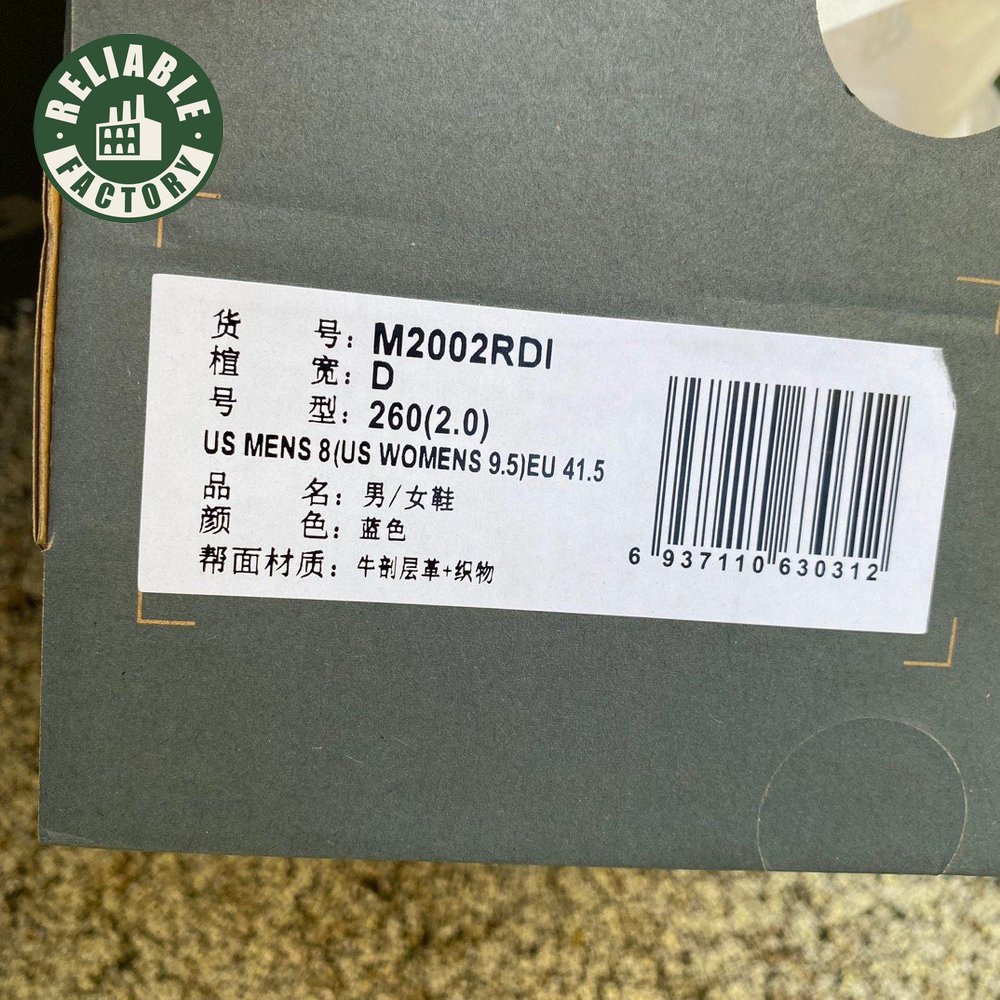 RELIABLE
FACTORY
货 号: M2002RDI
楦 宽: D
号 型: 260(2.0)
US MENS 8(US WOMENS 9.5)EU 41.5
品 名: 男/女鞋
颜 色: 蓝色
帮面材质: 牛剖层革+织物
6 937110 630312